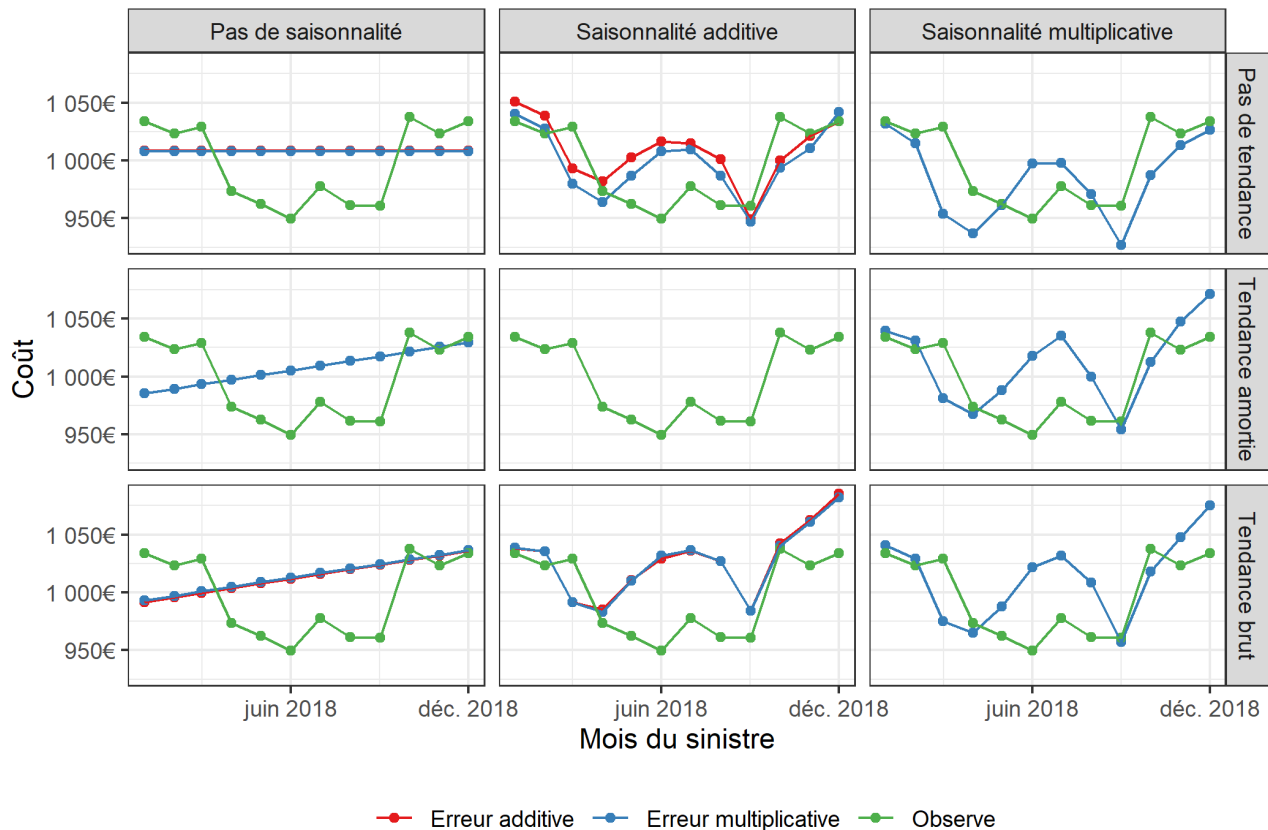 Pas de saisonnalité
Saisonnalité additive
Saisonnalité multiplicative
1 050€
1 000€
950€
Pas de tendance
1 050€
1 000€
950€
Tendance amortie
1 050€
1 000€
950€
Tendance brut
Coût
juin 2018
déc. 2018
juin 2018
déc. 2018
juin 2018
déc. 2018
Mois du sinistre
Erreur additive
Erreur multiplicative
Observe